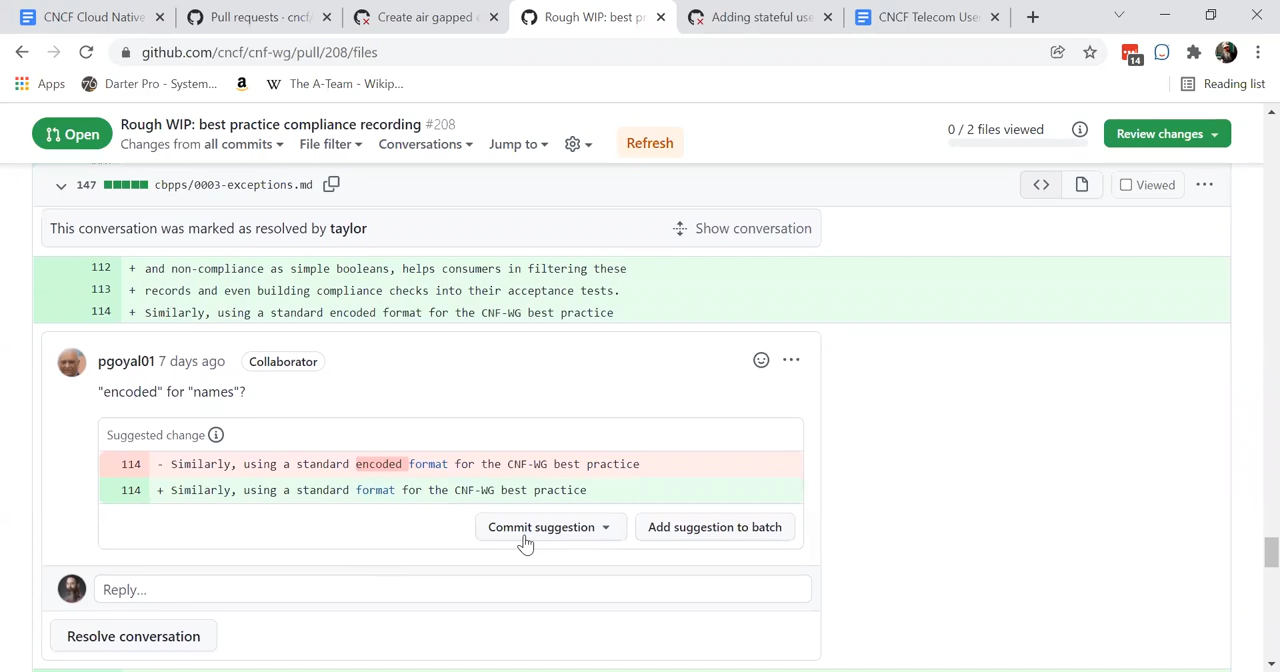 CNCF Cloud Native
Pull requests · cncf/
Create air gapped
Rough WIP: best pr
Adding stateful use
CNCF Telecom Use
github.com/cncf/cnf-wg/pull/208/files
14
Apps
Darter Pro - System...
The A-Team - Wikip...
Reading list
Open
Rough WIP: best practice compliance recording #208
Changes from all commits
File filter
Conversations
Jump to
Refresh
0 / 2 files viewed
Review changes
147 cbpps/0003-exceptions.md
Viewed
This conversation was marked as resolved by taylor
Show conversation
112 + and non-compliance as simple booleans, helps consumers in filtering these
113 + records and even building compliance checks into their acceptance tests.
114 + Similarly, using a standard encoded format for the CNF-WG best practice
pgoyal01 7 days ago Collaborator
"encoded" for "names"?
Suggested change
114 - Similarly, using a standard encoded format for the CNF-WG best practice
114 + Similarly, using a standard format for the CNF-WG best practice
Commit suggestion
Add suggestion to batch
Reply...
Resolve conversation